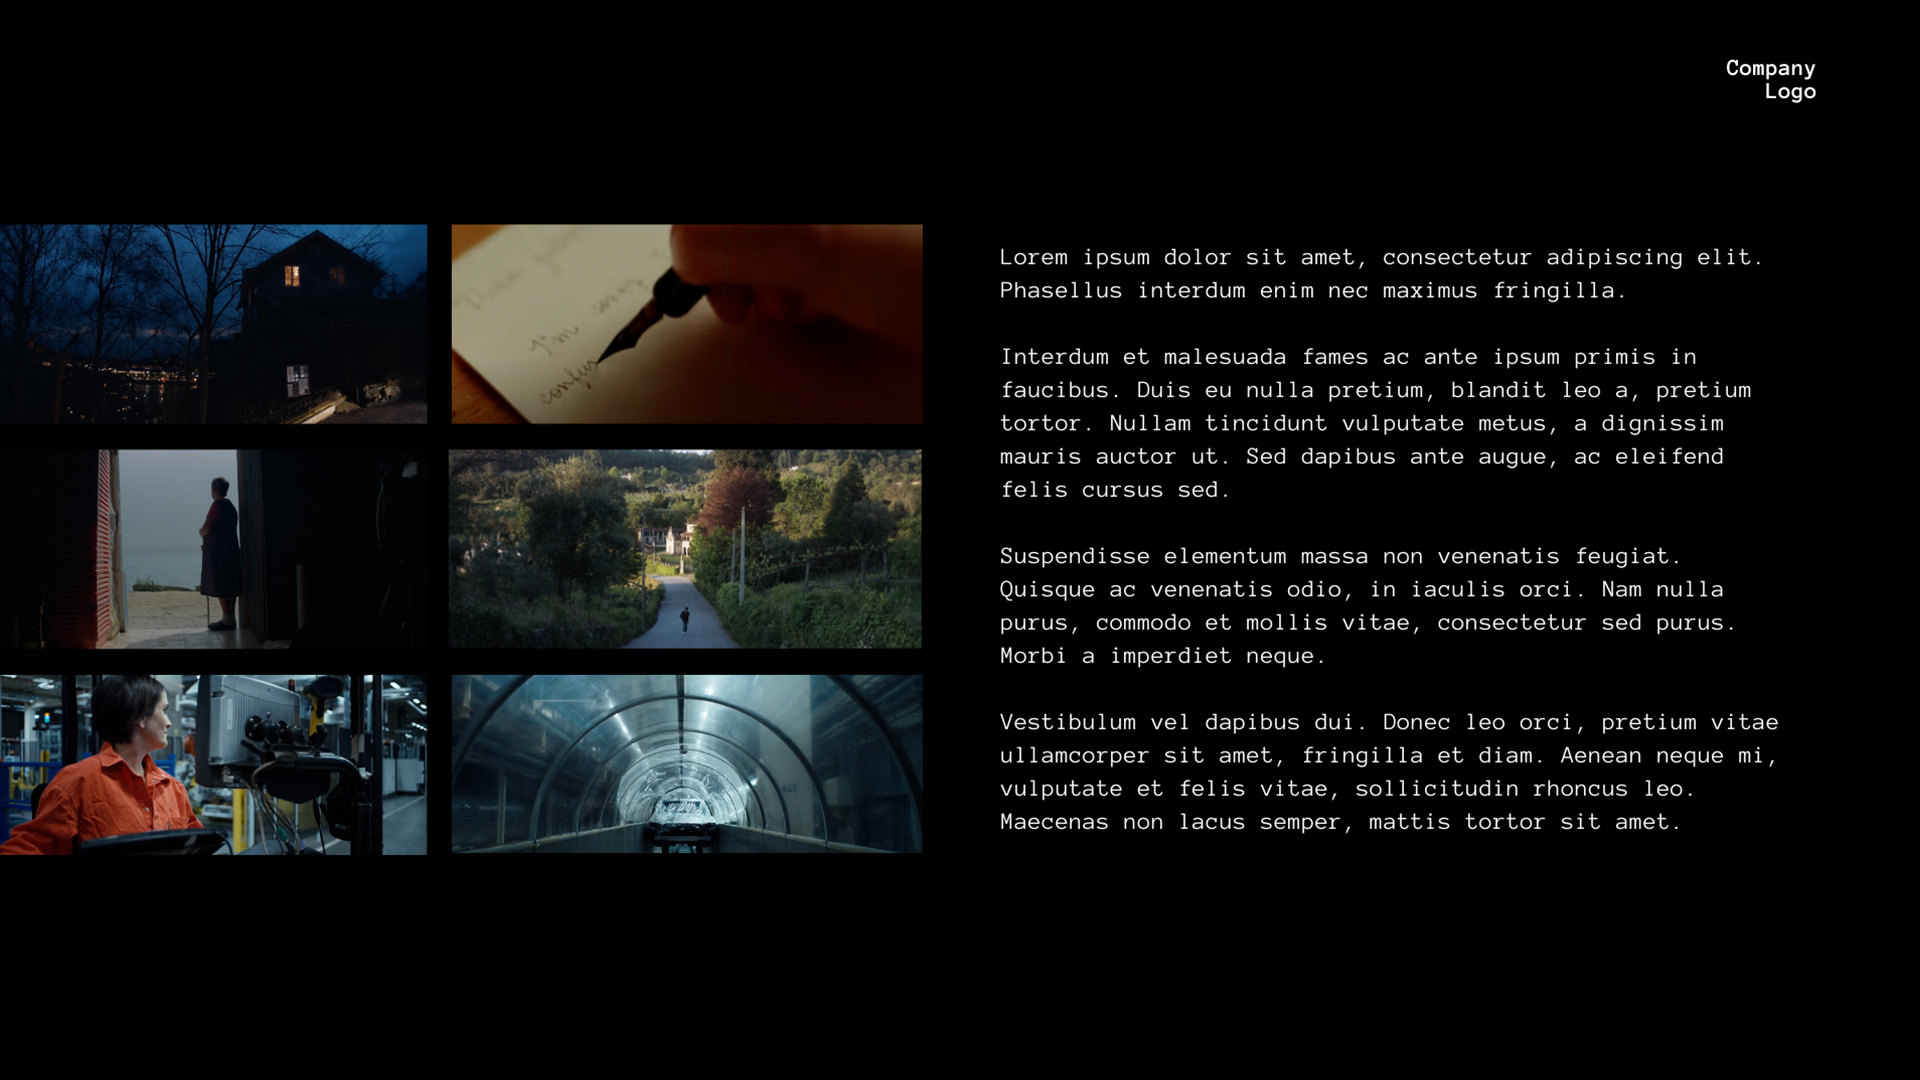 Company
Logo
I'm
Lorem ipsum dolor sit amet, consectetur adipiscing elit.
Phasellus interdum enim nec maximus fringilla.
Interdum et malesuada fames ac ante ipsum primis in
faucibus. Duis eu nulla pretium, blandit leo a, pretium
tortor. Nullam tincidunt vulputate metus, a dignissim
mauris auctor ut. Sed dapibus ante augue, ac eleifend
felis cursus sed.
Suspendisse elementum massa non venenatis feugiat.
Quisque ac venenatis odio, in iaculis orci. Nam nulla
purus, commodo et mollis vitae, consectetur sed purus.
Morbi a imperdiet neque.
Vestibulum vel dapibus dui. Donec leo orci, pretium vitae
ullamcorper sit amet, fringilla et diam. Aenean neque mi,
vulputate et felis vitae, sollicitudin rhoncus leo.
Maecenas non lacus semper, mattis tortor sit amet.